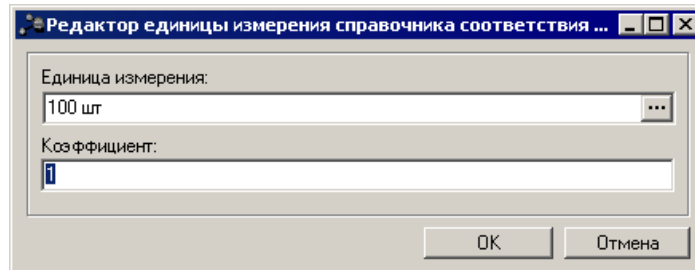 Редактор единицы измерения справочника соответствия ...
Единица измерения:
100 шт
...
Коэффициент:
1
OK
Отмена